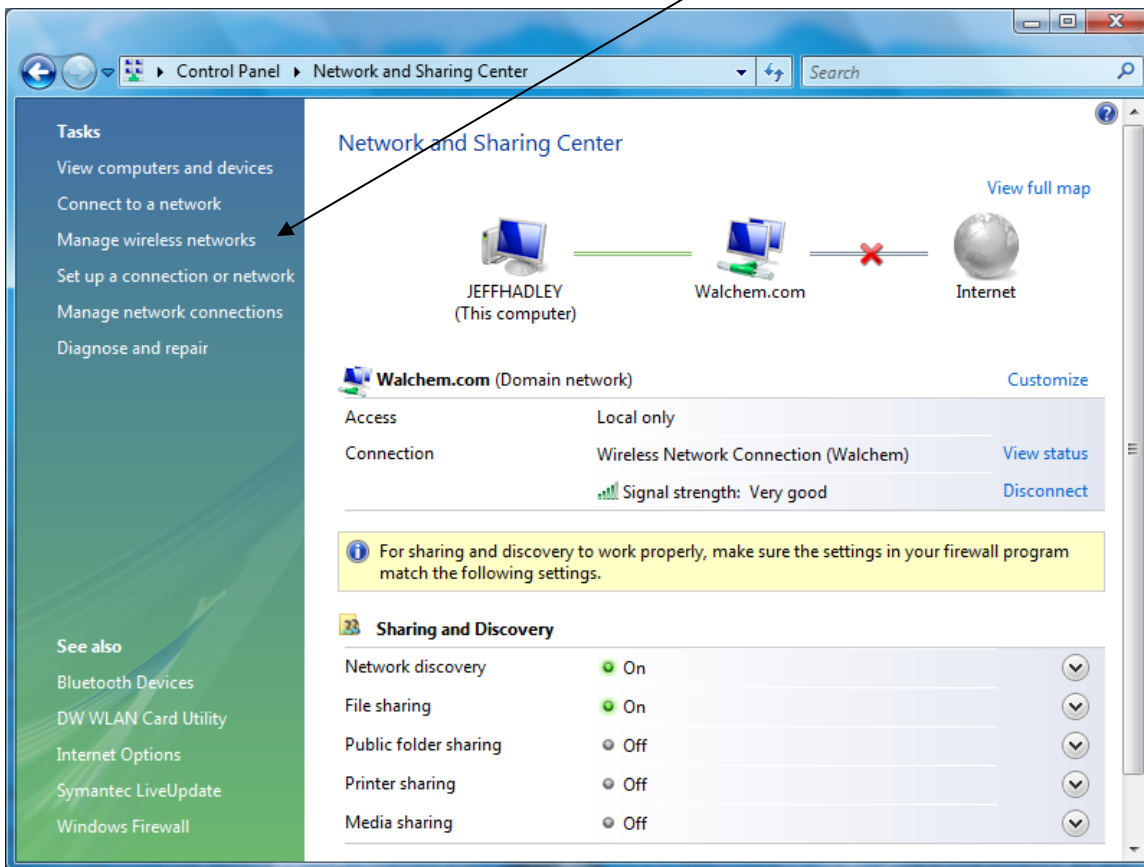 Control Panel Network and Sharing Center
Search
Tasks
View computers and devices
Connect to a network
Manage wireless networks
Set up a connection or network
Manage network connections
Diagnose and repair
See also
Bluetooth Devices
DW WLAN Card Utility
Internet Options
Symantec LiveUpdate
Windows Firewall
Network and Sharing Center
View full map
JEFFHADLEY
(This computer)
Walchem.com
Internet
Walchem.com (Domain network) Customize
Access Local only
Connection Wireless Network Connection (Walchem) View status
Signal strength: Very good Disconnect
For sharing and discovery to work properly, make sure the settings in your firewall program
match the following settings.
Sharing and Discovery
Network discovery On
File sharing On
Public folder sharing Off
Printer sharing Off
Media sharing Off